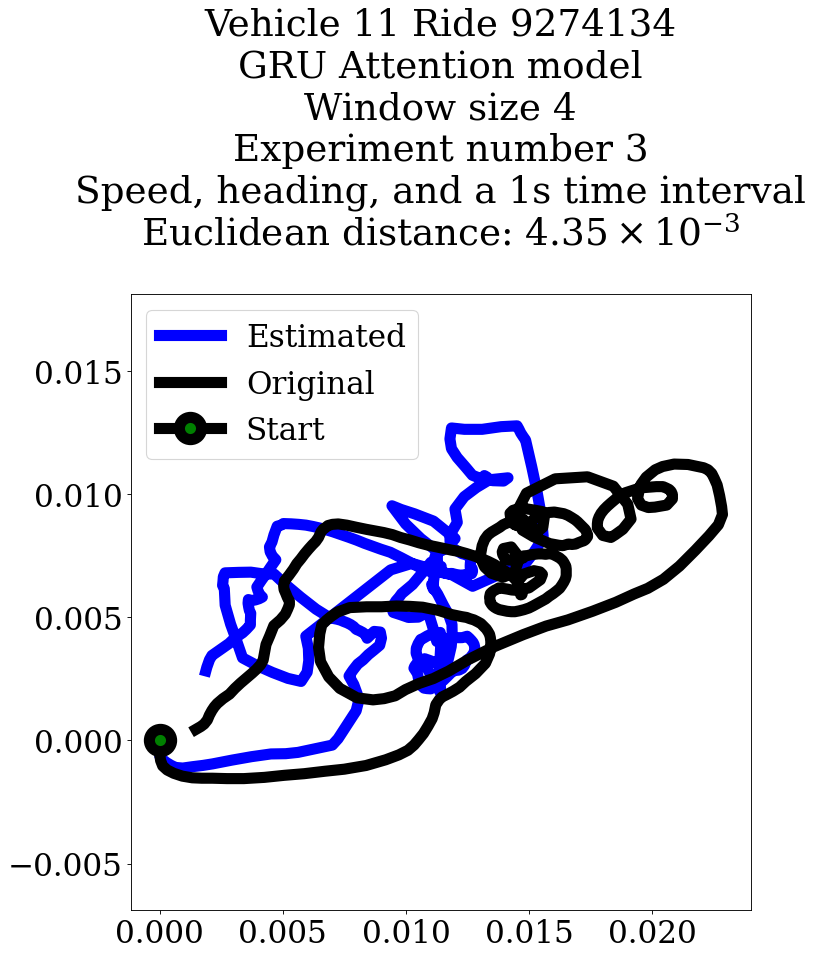 Vehicle 11 Ride 9274134
GRU Attention model
Window size 4
Experiment number 3
Speed, heading, and a 1s time interval
Euclidean distance: 4.35 × 10⁻³
Estimated
Original
Start
0.015
0.010
0.005
0.000
−0.005
0.000 0.005 0.010 0.015 0.020